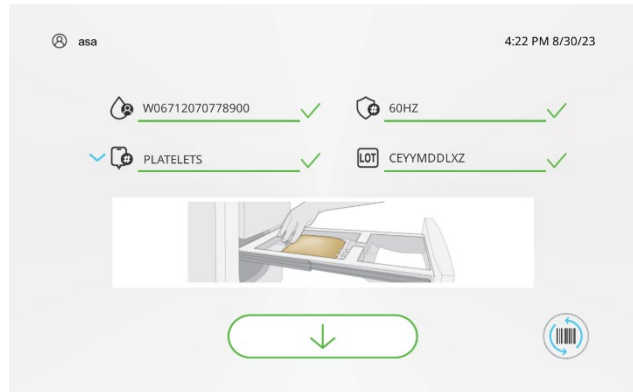 asa
4:22 PM 8/30/23
W06712070778900
60HZ
PLATELETS
LOT
CEYYMDDLXZ